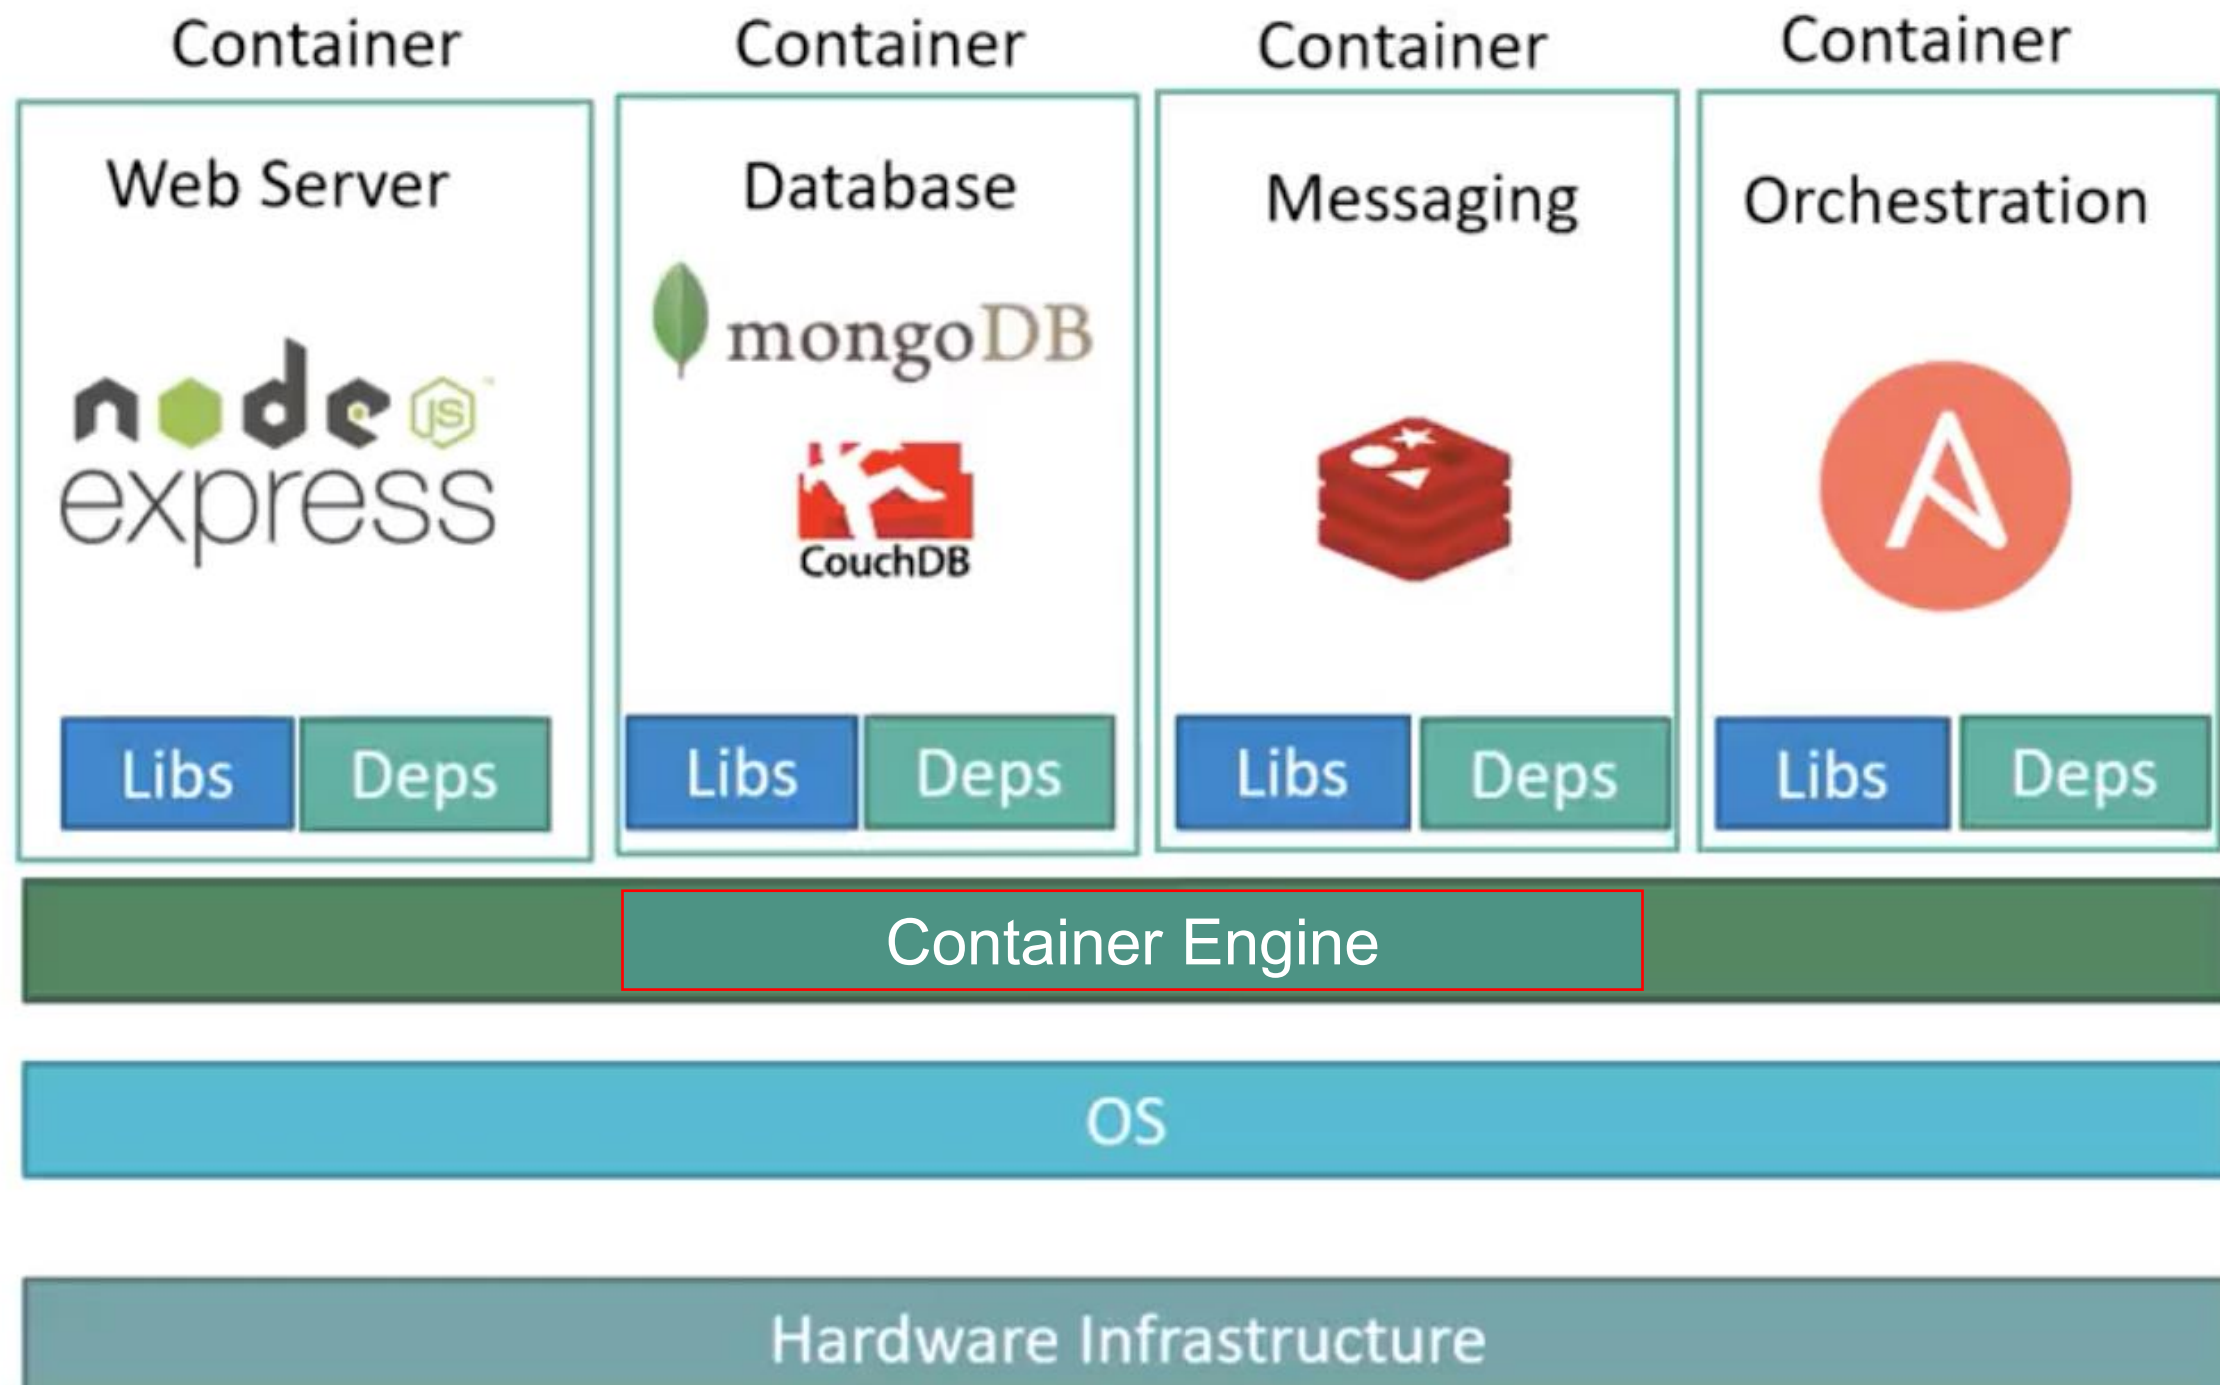 Container
Container
Container
Container
Web Server
Database
Messaging
Orchestration
node JS
express
mongoDB
CouchDB
Libs
Deps
Libs
Deps
Libs
Deps
Libs
Deps
Container Engine
OS
Hardware Infrastructure